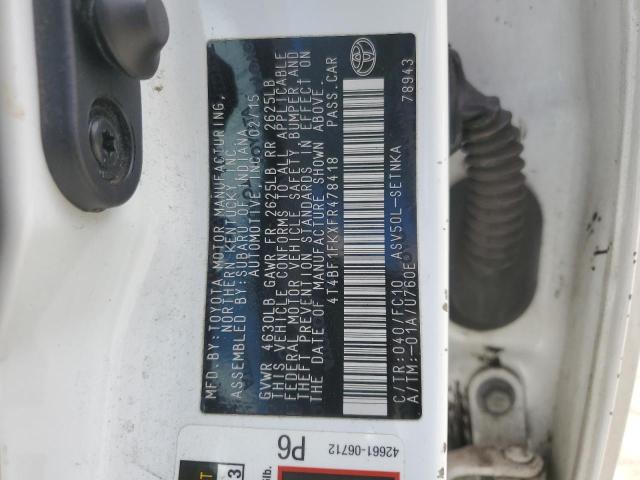 MFD. BY: TOYOTA MOTOR MANUFACTURING,
NORTHERN KENTUCKY, INC.
ASSEMBLED BY: SUBARU OF INDIANA
AUTOMOTIVE, INC. 02/15
GVWR 4630LB GAWR FR 2625LB RR 2625LB
THIS VEHICLE CONFORMS TO ALL APPLICABLE
FEDERAL MOTOR VEHICLE SAFETY BUMPER AND
THEFT PREVENTION STANDARDS IN EFFECT ON
THE DATE OF MANUFACTURE SHOWN ABOVE.
4T4BF1FKXFR478418 PASS. CAR
C/TR: 040/FC10 ASV50L-SETNKA
A/TM: -01A/U760E 78943
P6
42661-06712